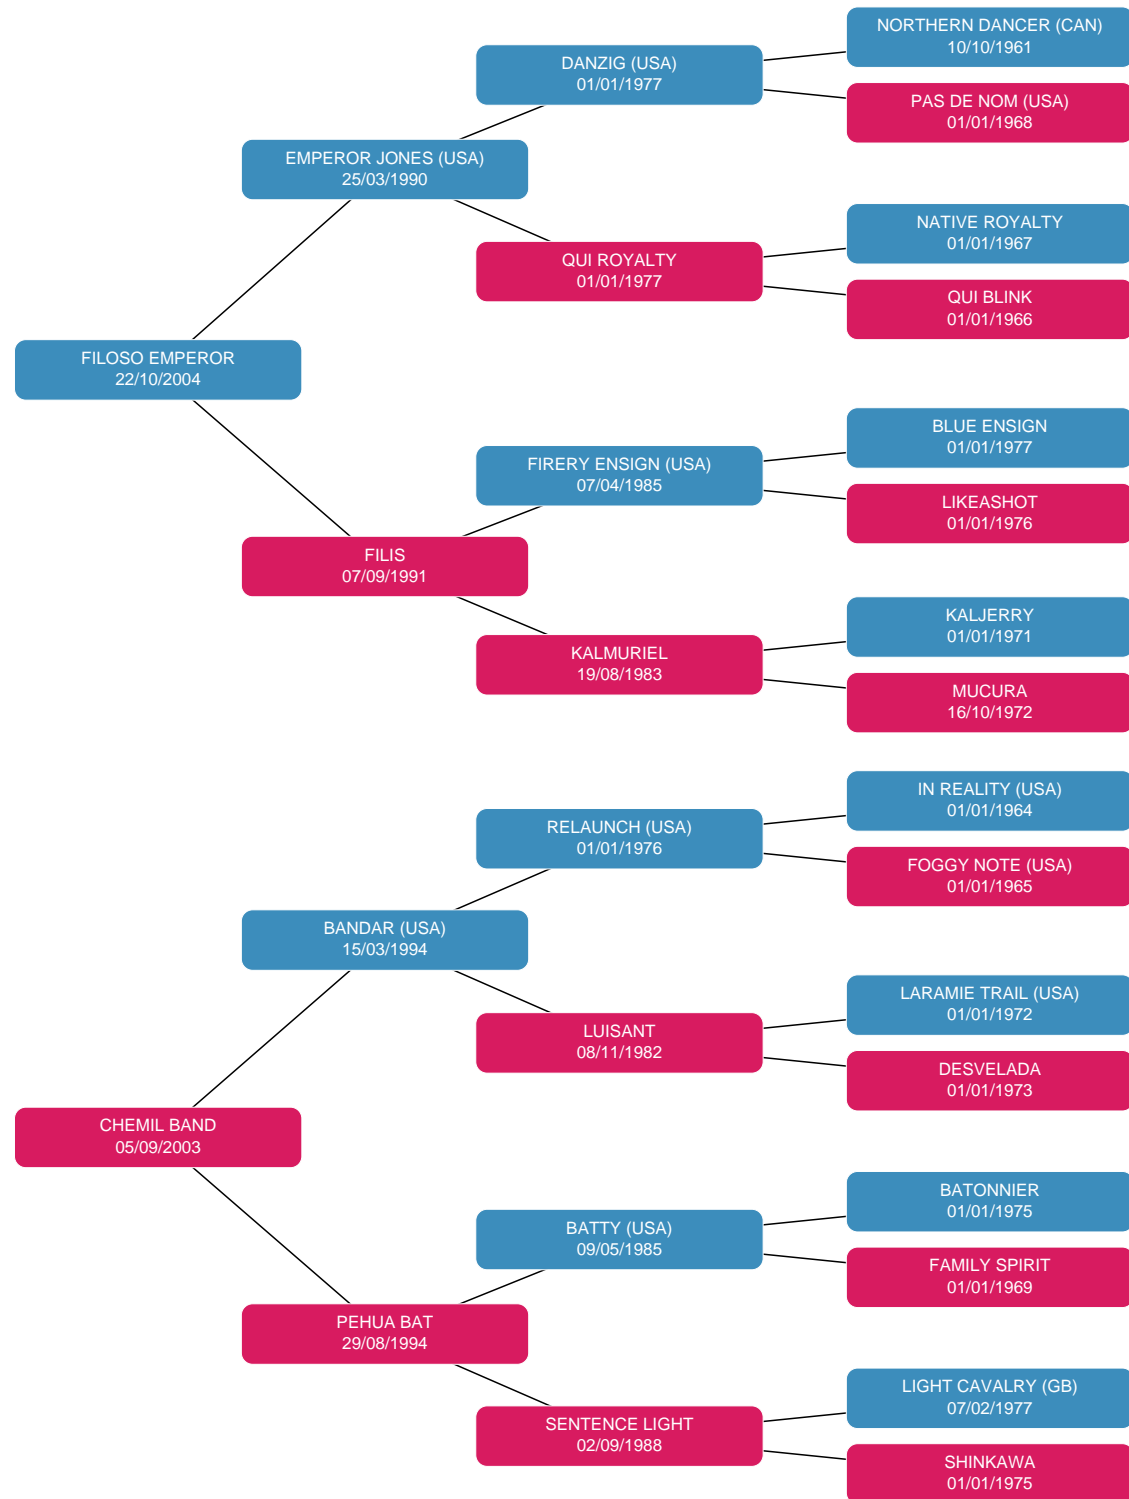 NORTHERN DANCER (CAN)
10/10/1961
DANZIG (USA)
01/01/1977
PAS DE NOM (USA)
01/01/1968
EMPEROR JONES (USA)
25/03/1990
NATIVE ROYALTY
01/01/1967
QUI ROYALTY
01/01/1977
QUI BLINK
01/01/1966
FILOSO EMPEROR
22/10/2004
BLUE ENSIGN
01/01/1977
FIRERY ENSIGN (USA)
07/04/1985
LIKEASHOT
01/01/1976
FILIS
07/09/1991
KALJERRY
01/01/1971
KALMURIEL
19/08/1983
MUCURA
16/10/1972
IN REALITY (USA)
01/01/1964
RELAUNCH (USA)
01/01/1976
FOGGY NOTE (USA)
01/01/1965
BANDAR (USA)
15/03/1994
LARAMIE TRAIL (USA)
01/01/1972
LUISANT
08/11/1982
DESVELADA
01/01/1973
CHEMIL BAND
05/09/2003
BATONNIER
01/01/1975
BATTY (USA)
09/05/1985
FAMILY SPIRIT
01/01/1969
PEHUA BAT
29/08/1994
LIGHT CAVALRY (GB)
07/02/1977
SENTENCE LIGHT
02/09/1988
SHINKAWA
01/01/1975